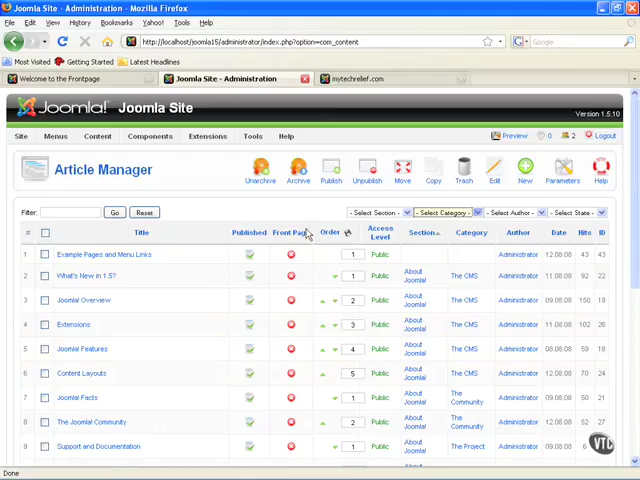 Joomla Site - Administration - Mozilla Firefox
File Edit View History Bookmarks Yahoo! Tools Help
http://localhost/joomla15/administrator/index.php?option=com_content
Google
Most Visited Getting Started Latest Headlines
Welcome to the Frontpage Joomla Site - Administration mytechrelief.com
Joomla! Joomla Site Version 1.5.10
Site Menus Content Components Extensions Tools Help Preview 0 2 Logout
Article Manager Unarchive Archive Publish Unpublish Move Copy Trash Edit New Parameters Help
Filter: Go Reset - Select Section - - Select Category - - Select Author - - Select State -
# Title Published Front Page Order Access Level Section Category Author Date Hits ID
1 Example Pages and Menu Links 1 Public Administrator 12.08.08 43 43
2 What's New in 1.5? 1 Public About Joomla! The CMS Administrator 11.08.08 92 22
3 Joomla! Overview 2 Public About Joomla! The CMS Administrator 09.08.08 150 19
4 Extensions 3 Public About Joomla! The CMS Administrator 11.08.08 102 26
5 Joomla! Features 4 Public About Joomla! The CMS Administrator 08.08.08 59 18
6 Content Layouts 5 Public About Joomla! The CMS Administrator 12.08.08 70 24
7 Joomla! Facts 1 Public About Joomla! The Community Administrator 09.08.08 50 21
8 The Joomla! Community 2 Public About Joomla! The Community Administrator 12.08.08 52 27
9 Support and Documentation 1 Public About Joomla! The Project Administrator 09.08.08 6
About
VTC
Done